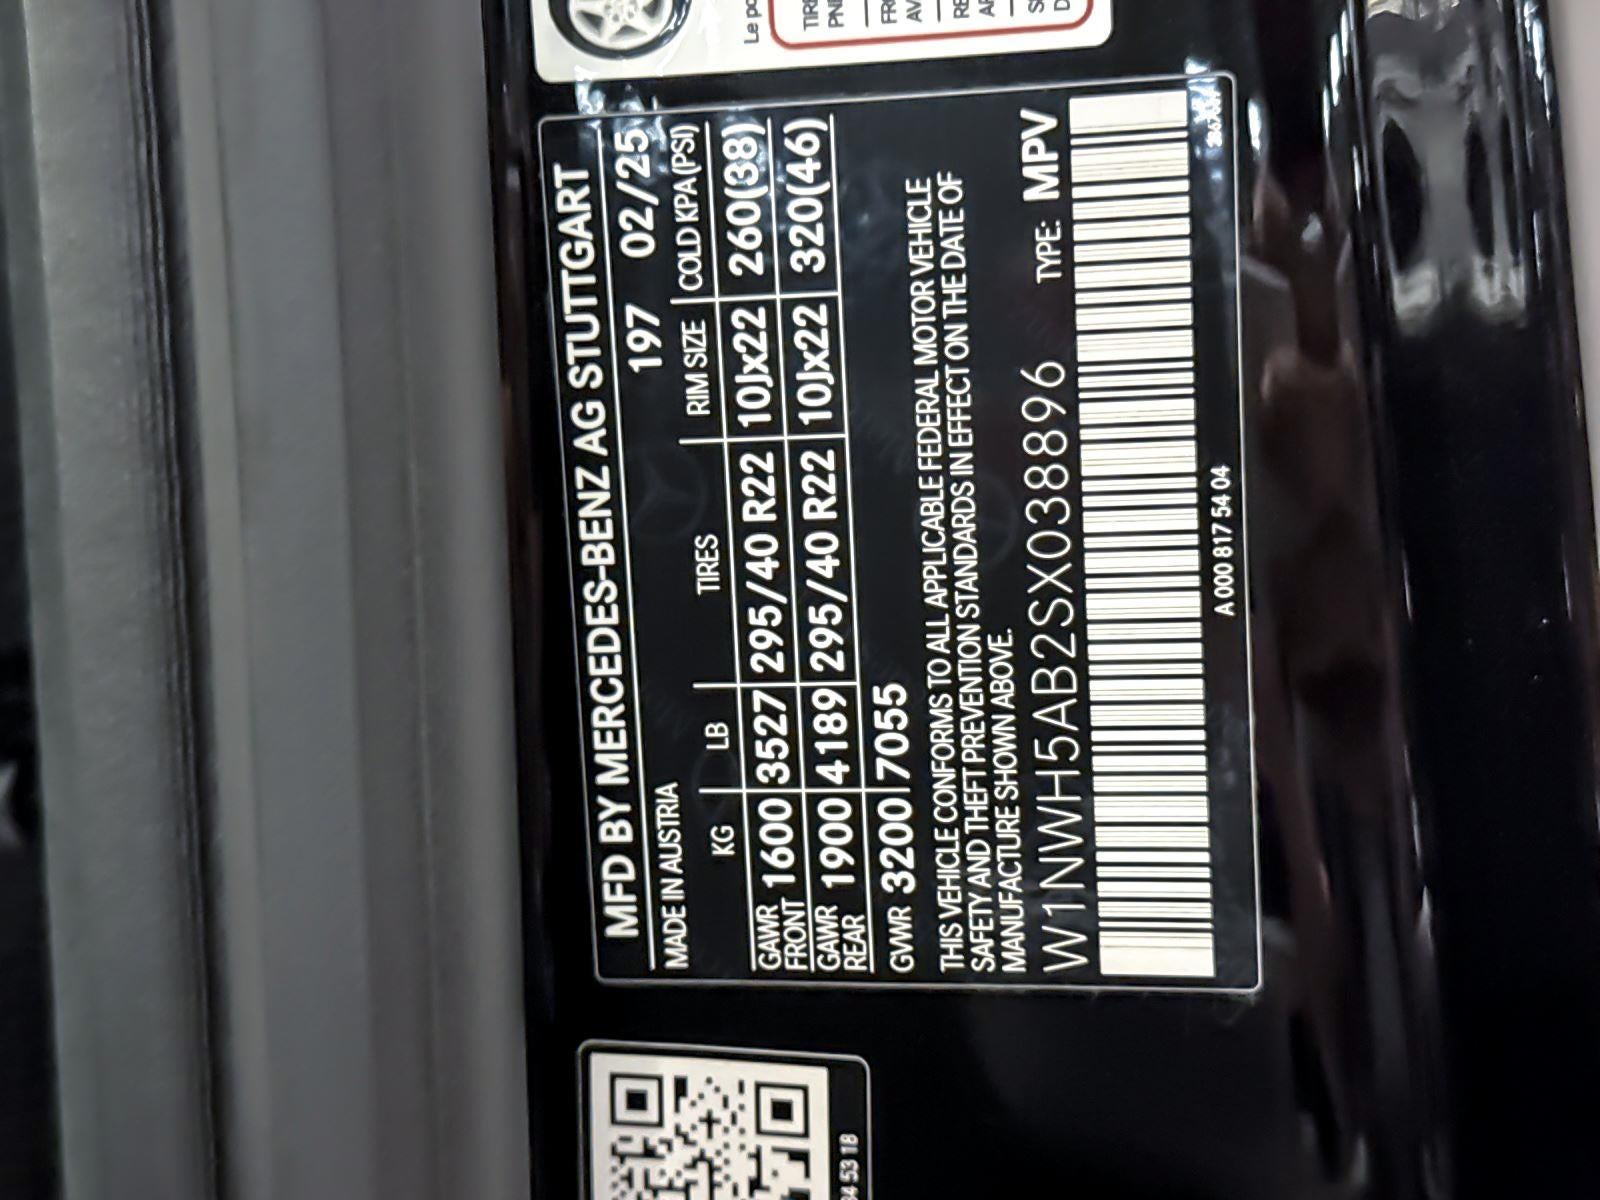 MFD BY MERCEDES-BENZ AG STUTTGART
MADE IN AUSTRIA 197 02/25
KG LB TIRES RIM SIZE COLD KPA (PSI)
GAWR FRONT 1600 3527 295/40 R22 10Jx22 260(38)
GAWR REAR 1900 4189 295/40 R22 10Jx22 320(46)
GVWR 3200 7055
THIS VEHICLE CONFORMS TO ALL APPLICABLE FEDERAL MOTOR VEHICLE
SAFETY AND THEFT PREVENTION STANDARDS IN EFFECT ON THE DATE OF
MANUFACTURE SHOWN ABOVE.
W1NWH5AB2SX038896 TYPE: MPV
A 000 817 54 04
Le